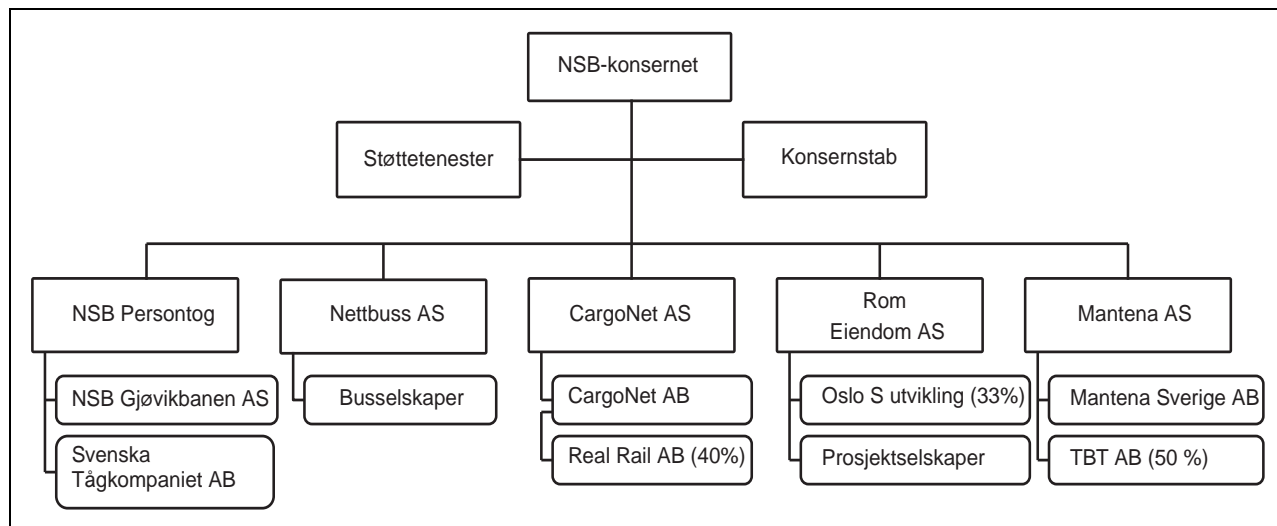 NSB-konsernet
Støttetenester
Konsernstab
NSB Persontog
Nettbuss AS
CargoNet AS
Rom
Eiendom AS
Mantena AS
NSB Gjøvikbanen AS
Busselskaper
CargoNet AB
Oslo S utvikling (33%)
Mantena Sverige AB
Svenska
Tågkompaniet AB
Real Rail AB (40%)
Prosjektselskaper
TBT AB (50 %)